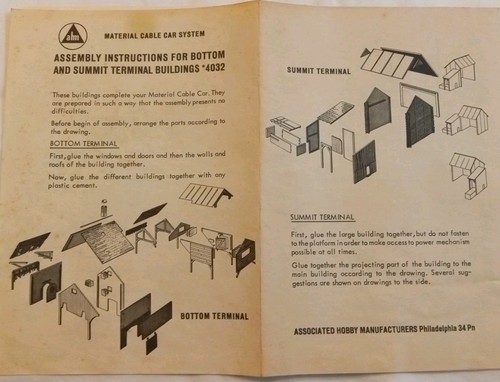 ahm
MATERIAL CABLE CAR SYSTEM
ASSEMBLY INSTRUCTIONS FOR BOTTOM
AND SUMMIT TERMINAL BUILDINGS *4032
These buildings complete your Material Cable Car. They
are prepared in such a way that the assembly presents no
difficulties.
Before begin of assembly, arrange the parts according to
the drawing.
BOTTOM TERMINAL
First, glue the windows and doors and then the walls and
roofs of the building together.
Now, glue the different buildings together with any
plastic cement.
BOTTOM TERMINAL
SUMMIT TERMINAL
SUMMIT TERMINAL
First, glue the large building together, but do not fasten
to the platform in order to make access to power mechanism
possible at all times.
Glue together the projecting part of the building to the
main building according to the drawing. Several sug-
gestions are shown on drawings to the side.
ASSOCIATED HOBBY MANUFACTURERS Philadelphia 34 Pn